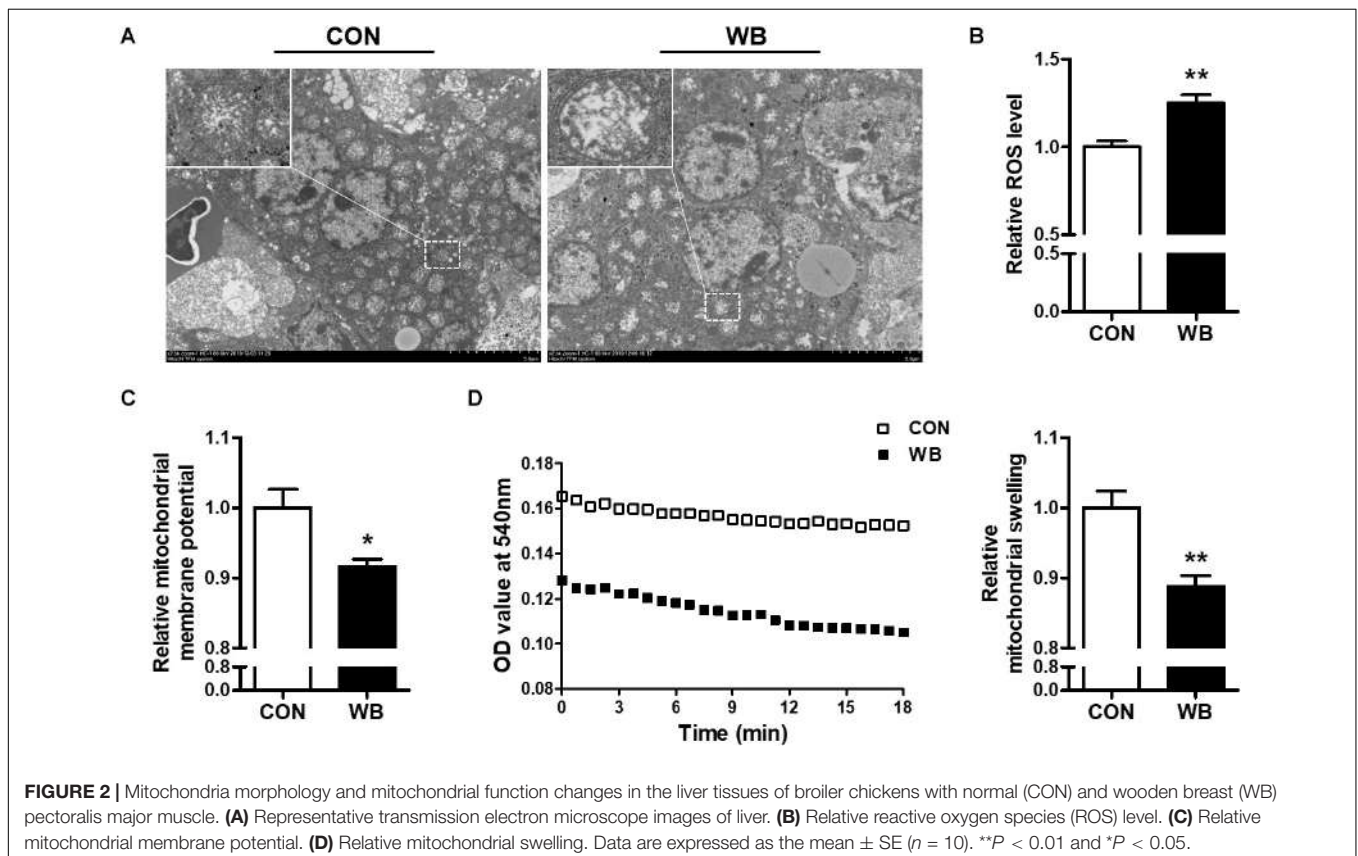 A
CON
WB
B
Relative ROS level
1.5
1.0
0.5
0.5
0.0
**
CON
WB
5.0µm
5.0µm
C
Relative mitochondrial
membrane potential
1.1
1.0
0.9
0.8
0.8
0.0
*
CON
WB
D
CON
WB
OD value at 540nm
0.18
0.16
0.14
0.12
0.10
0.08
0 3 6 9 12 15 18
Time (min)
Relative
mitochondrial swelling
1.1
1.0
0.9
0.8
0.8
0.0
**
CON
WB
FIGURE 2 | Mitochondria morphology and mitochondrial function changes in the liver tissues of broiler chickens with normal (CON) and wooden breast (WB)
pectoralis major muscle. (A) Representative transmission electron microscope images of liver. (B) Relative reactive oxygen species (ROS) level. (C) Relative
mitochondrial membrane potential. (D) Relative mitochondrial swelling. Data are expressed as the mean ± SE (n = 10). **P < 0.01 and *P < 0.05.